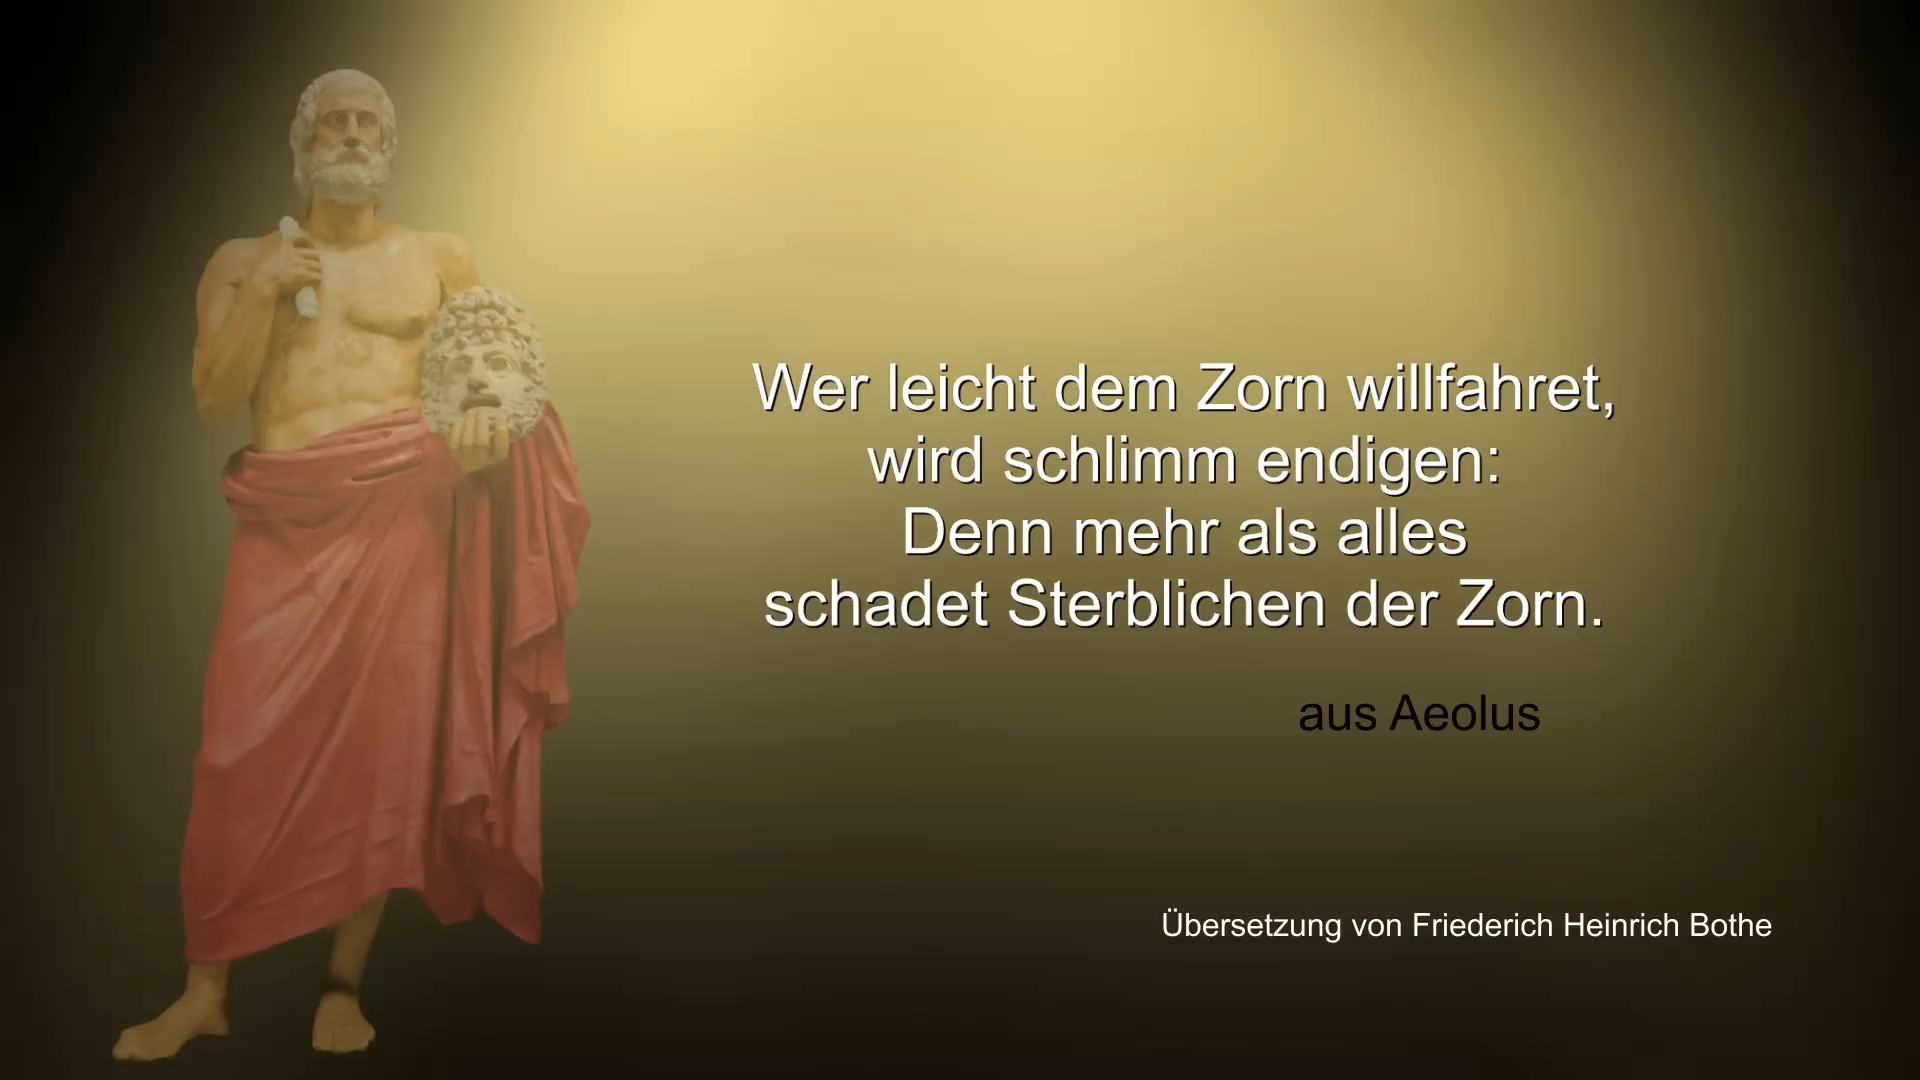 Wer leicht dem Zorn willfahret,
wird schlimm endigen:
Denn mehr als alles
schadet Sterblichen der Zorn.
aus Aeolus
Übersetzung von Friederich Heinrich Bothe